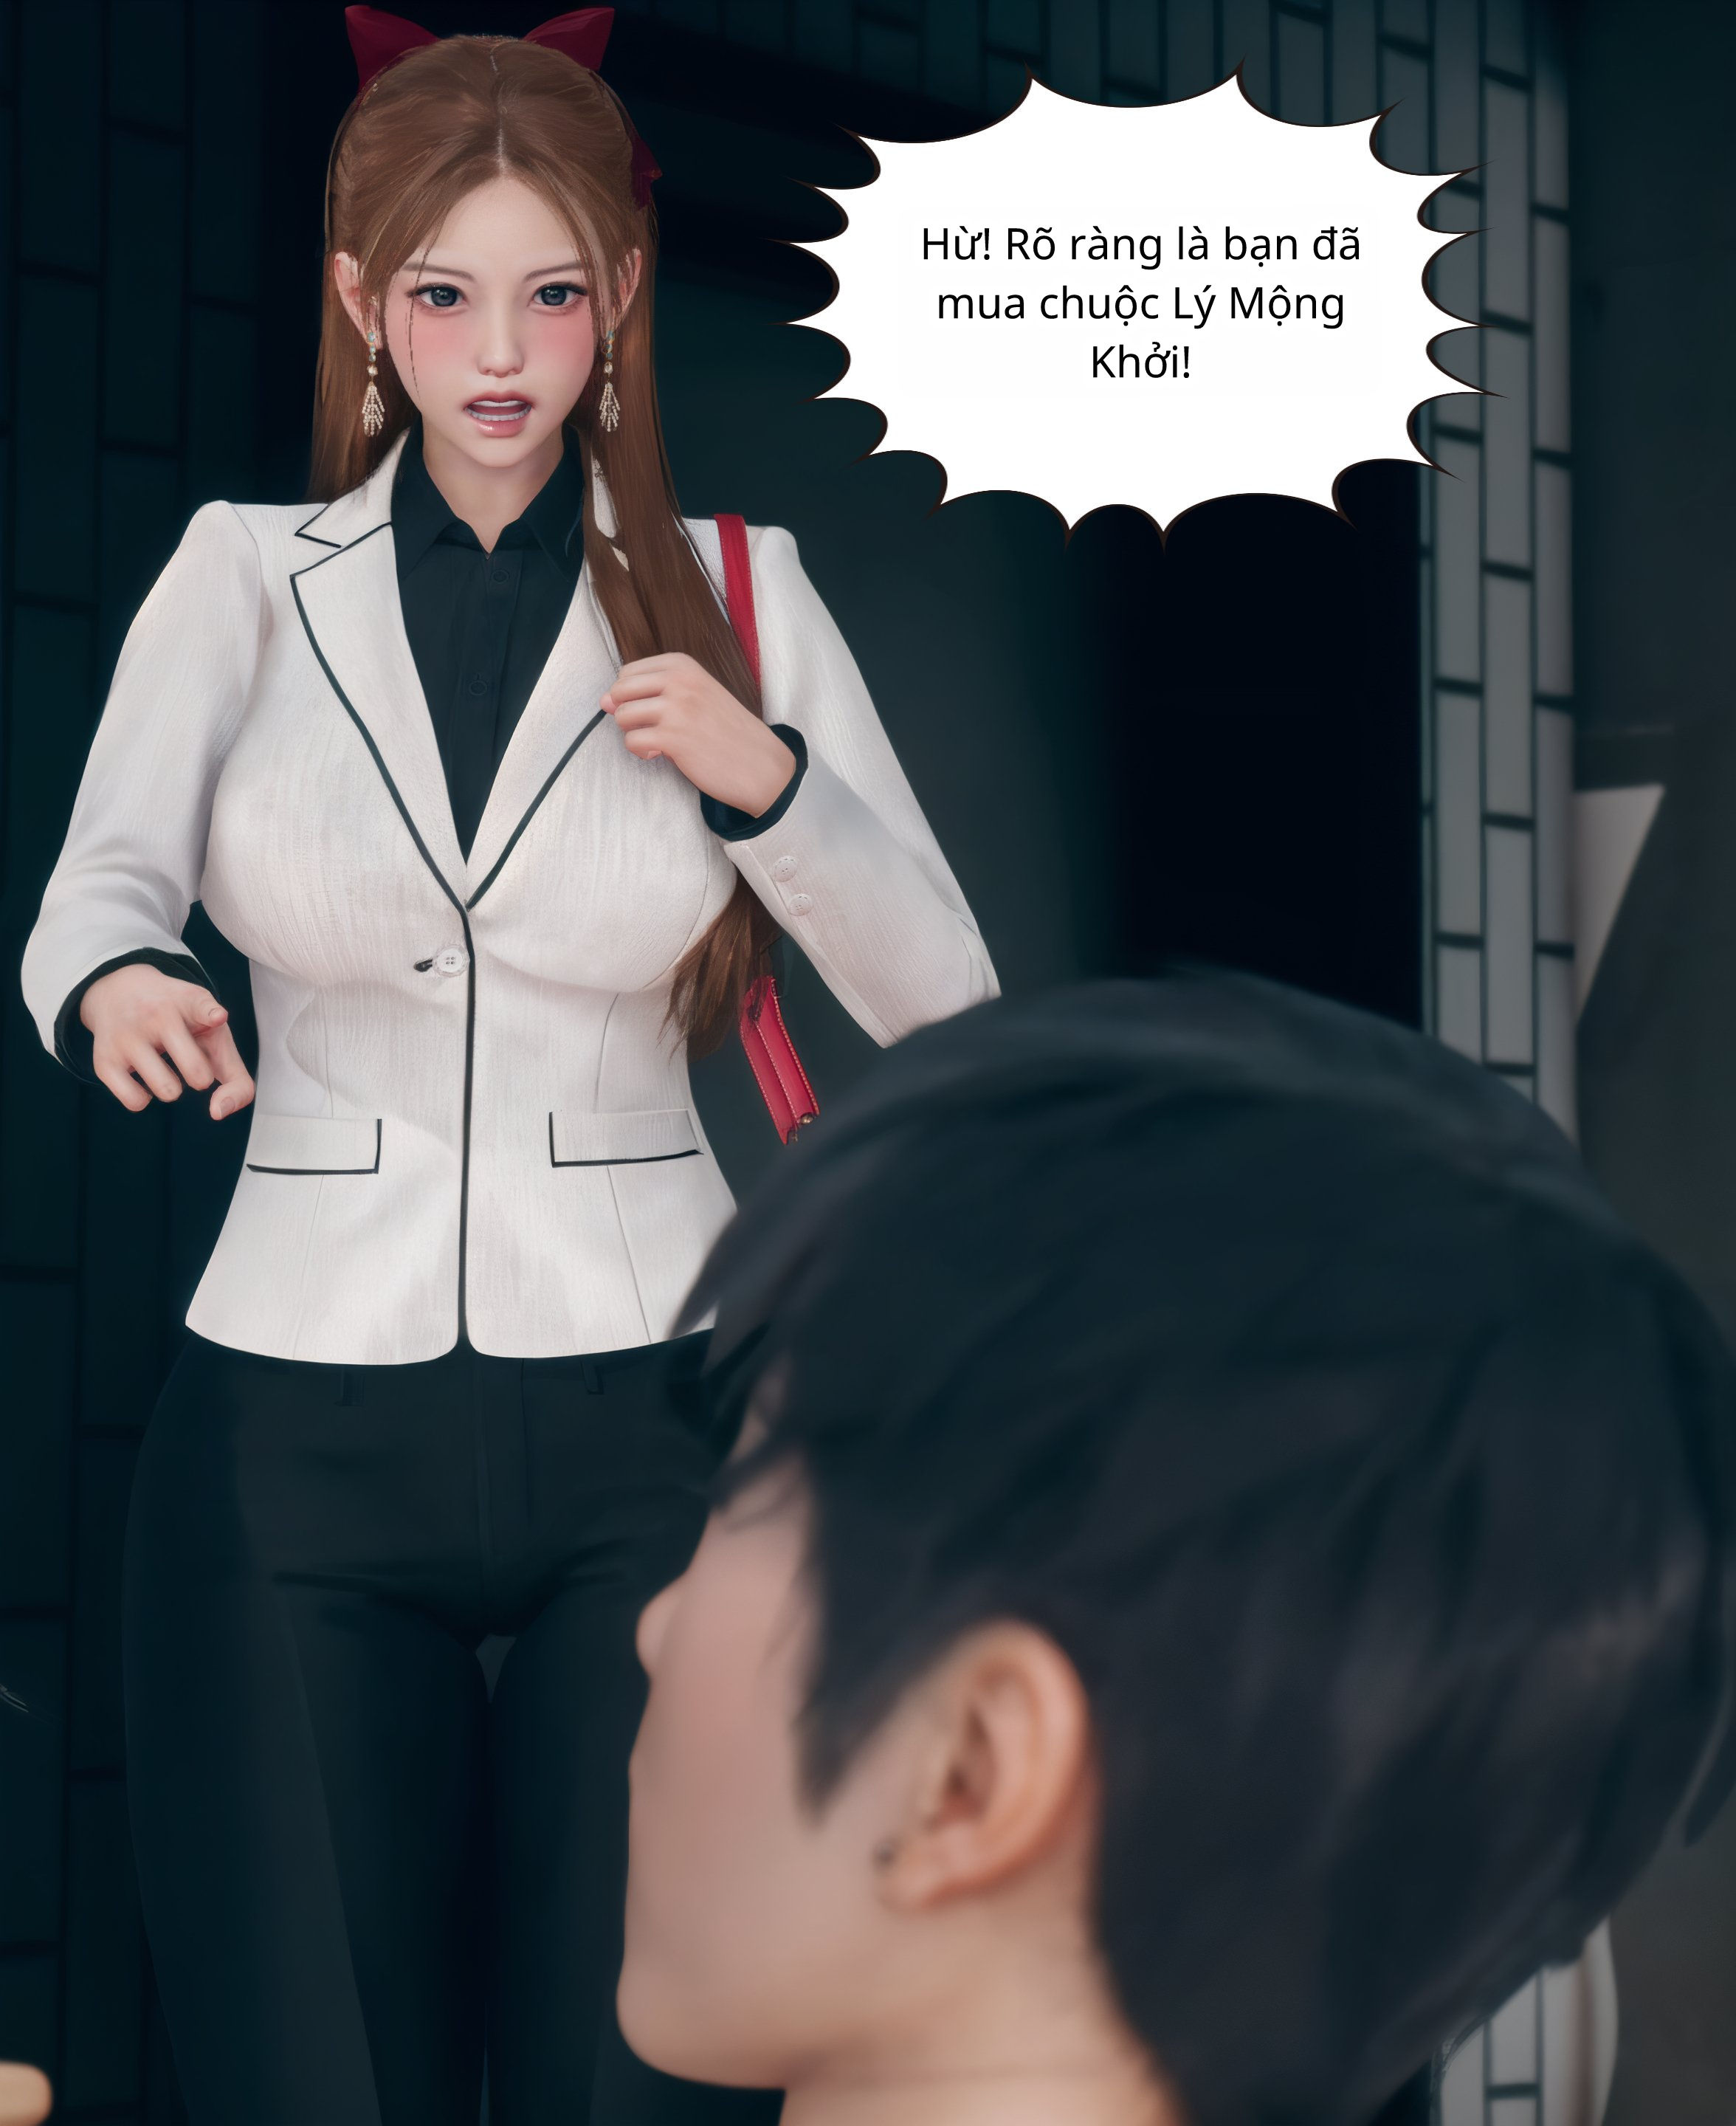 Hừ! Rõ ràng là bạn đã
mua chuộc Lý Mộng
Khởi!